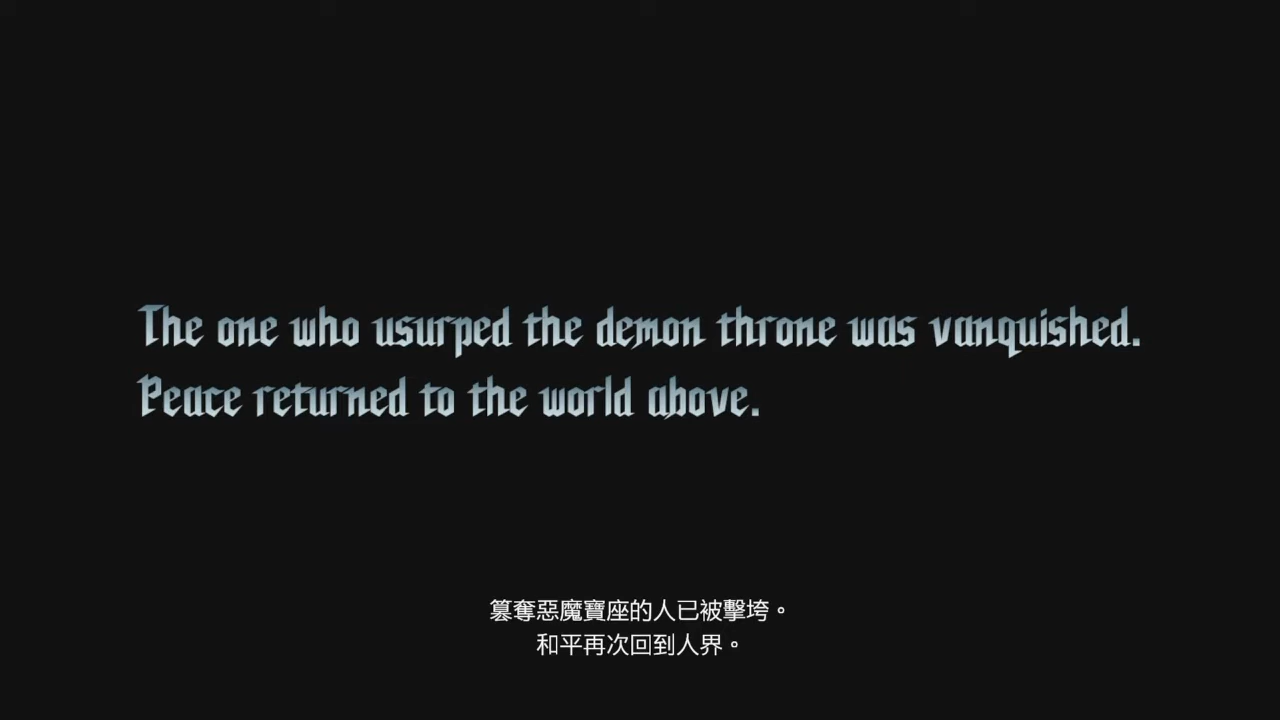 The one who usurped the demon throne was vanquished.
Peace returned to the world above.
篡奪惡魔寶座的人已被擊垮。
和平再次回到人界。